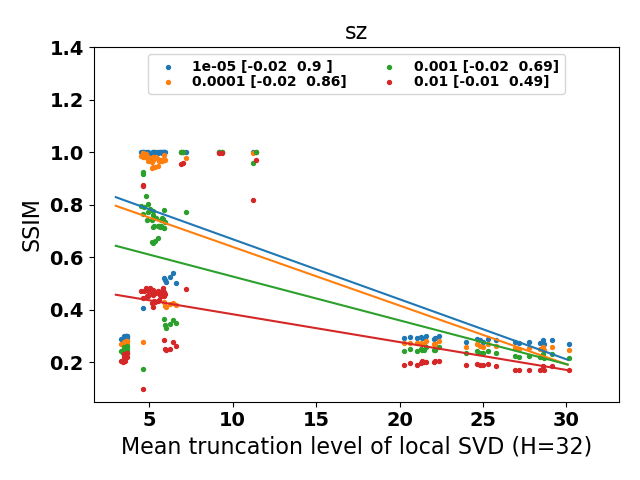 sz
1e-05 [-0.02  0.9 ]
0.0001 [-0.02  0.86]
0.001 [-0.02  0.69]
0.01 [-0.01  0.49]
SSIM
1.4
1.2
1.0
0.8
0.6
0.4
0.2
5 10 15 20 25 30
Mean truncation level of local SVD (H=32)